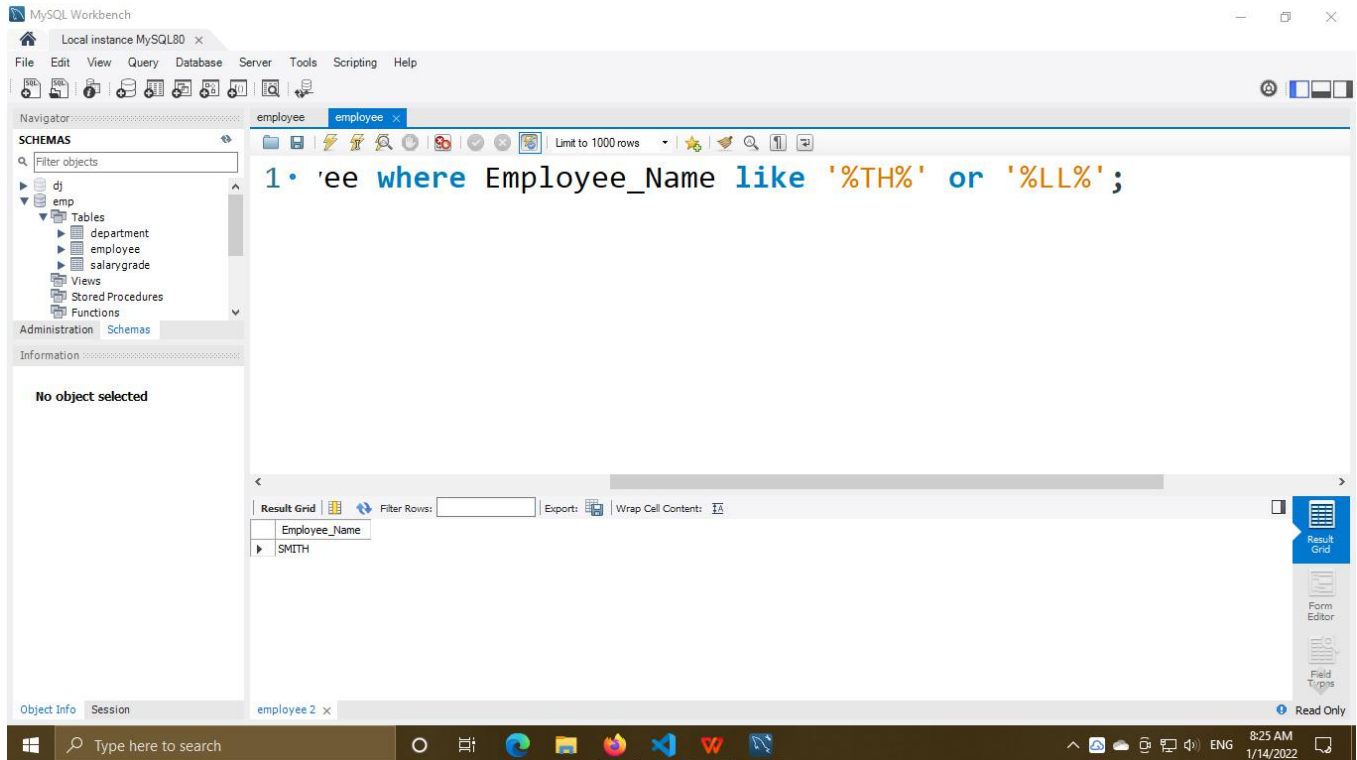 MySQL Workbench
Local instance MySQL80
File Edit View Query Database Server Tools Scripting Help
Navigator
employee employee
SCHEMAS
Limit to 1000 rows
Filter objects
1 ee where Employee_Name like '%TH%' or '%LL%';
dj
emp
Tables
department
employee
salarygrade
Views
Stored Procedures
Functions
Administration Schemas
Information
No object selected
Result Grid Filter Rows: Export: Wrap Cell Content:
Employee_Name
SMITH
Result
Grid
Form
Editor
Field
Types
Object Info Session
employee 2
Read Only
Type here to search
ENG
8:25 AM
1/14/2022